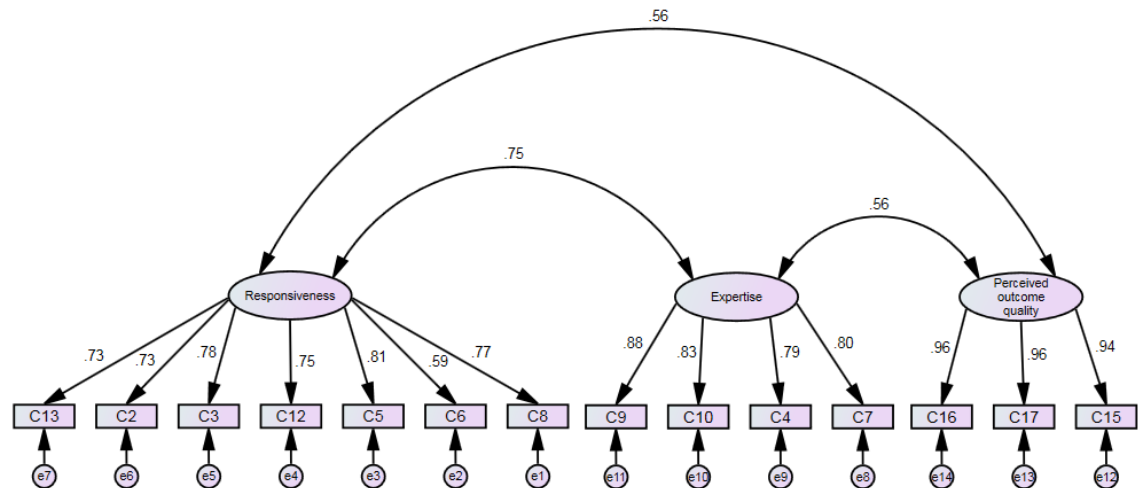 .56
.75
.56
Responsiveness
Expertise
Perceived
outcome
quality
.73
.73
.78
.75
.81
.59
.77
.88
.83
.79
.80
.96
.96
.94
C13
C2
C3
C12
C5
C6
C8
C9
C10
C4
C7
C16
C17
C15
e7
e6
e5
e4
e3
e2
e1
e11
e10
e9
e8
e14
e13
e12